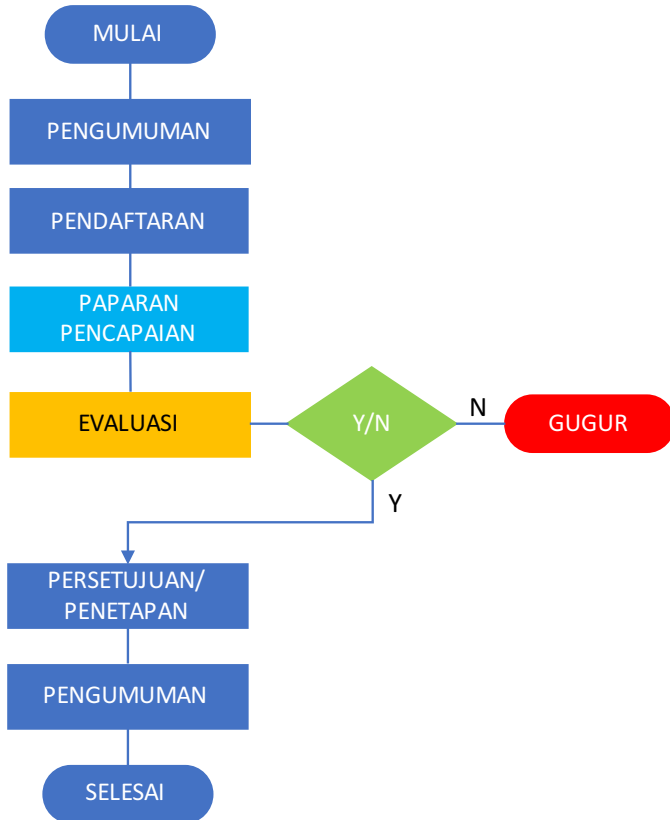 MULAI
PENGUMUMAN
PENDAFTARAN
PAPARAN
PENCAPAIAN
EVALUASI
Y/N
N
GUGUR
Y
PERSETUJUAN/
PENETAPAN
PENGUMUMAN
SELESAI